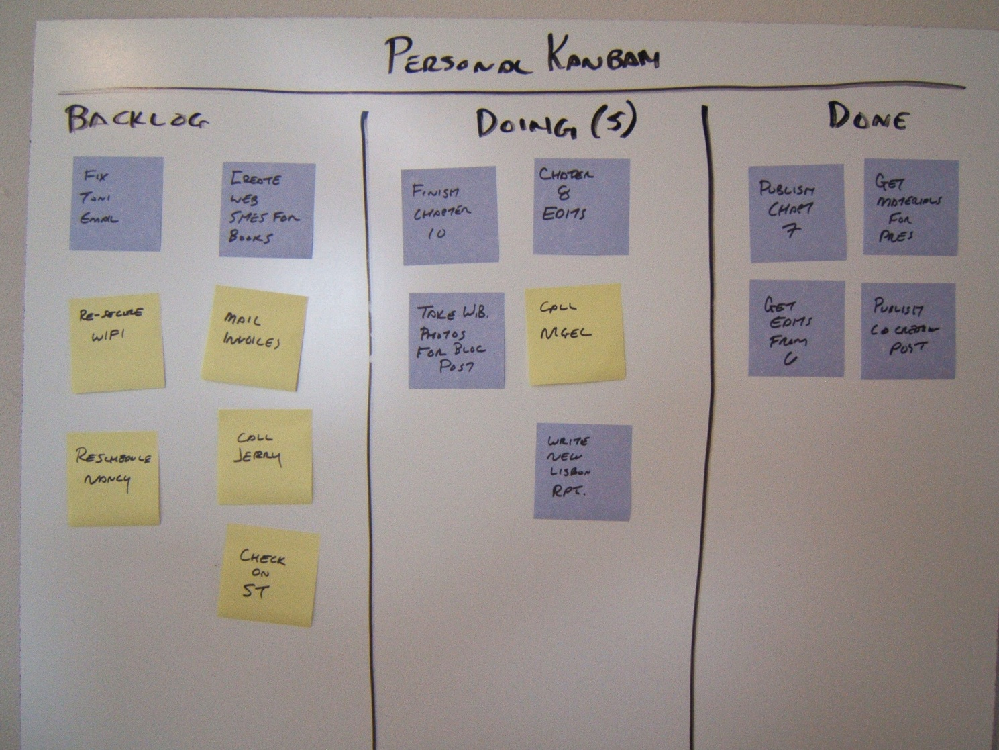 PERSONAL KANBAN
BACKLOG
FIX
TONI
EMAIL
CREATE
WEB
SITES FOR
BOOKS
RE-SECURE
WIFI
MAIL
INVOICES
RESCHEDULE
NANCY
CALL
JERRY
CHECK
ON
ST
DOING (5)
FINISH
CHAPTER
10
CHAPTER
8
EDITS
TAKE W.B.
PHOTOS
FOR BLOG
POST
CALL
NIGEL
WRITE
NEW
LISBON
RPT.
DONE
PUBLISH
CHAPT
7
GET
MATERIALS
FOR
PRES
GET
EDITS
FROM
PUBLISH
POST